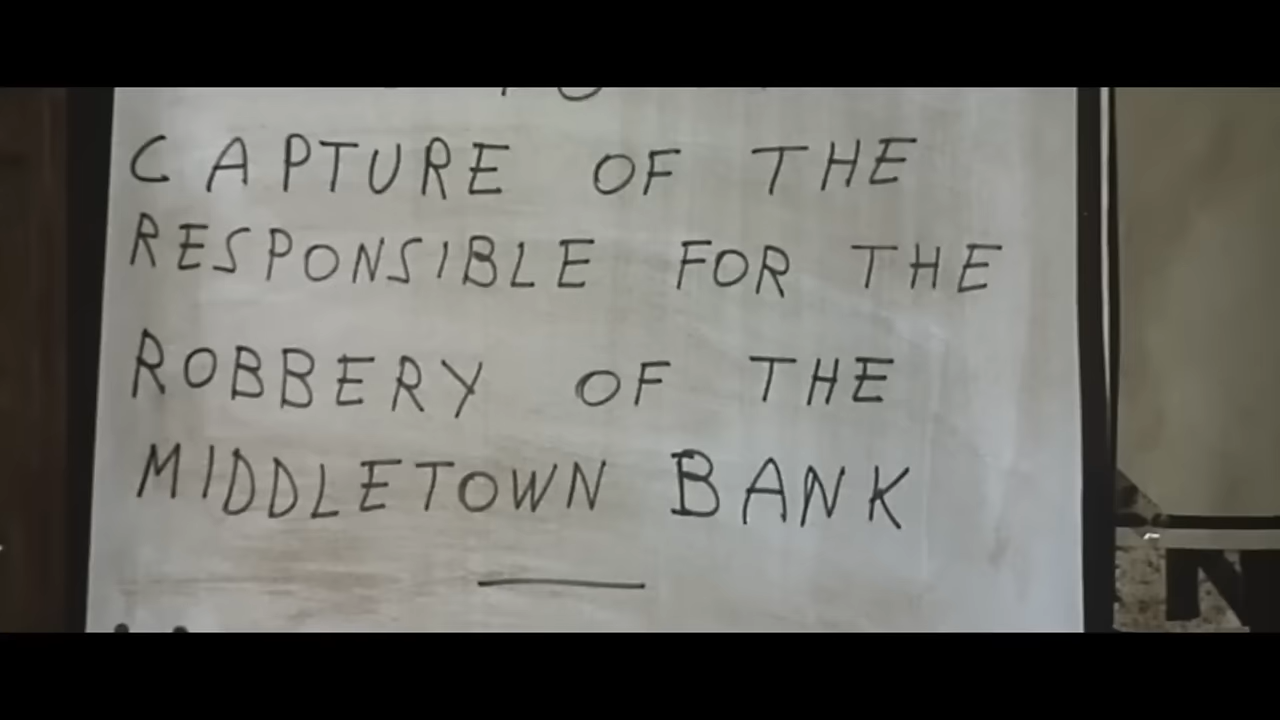 CAPTURE OF THE
RESPONSIBLE FOR THE
ROBBERY OF THE
MIDDLETOWN BANK
N